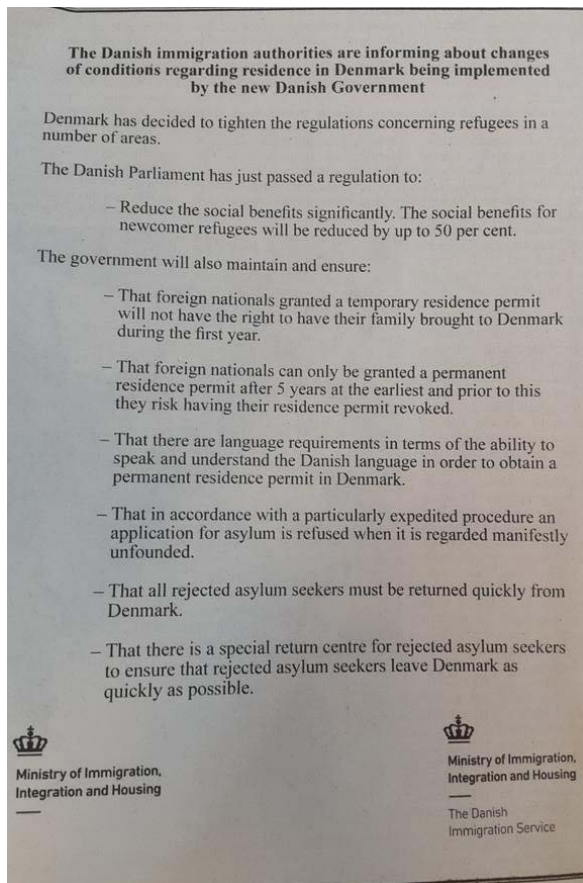 The Danish immigration authorities are informing about changes
of conditions regarding residence in Denmark being implemented
by the new Danish Government
Denmark has decided to tighten the regulations concerning refugees in a
number of areas.
The Danish Parliament has just passed a regulation to:
– Reduce the social benefits significantly. The social benefits for
newcomer refugees will be reduced by up to 50 per cent.
The government will also maintain and ensure:
– That foreign nationals granted a temporary residence permit
will not have the right to have their family brought to Denmark
during the first year.
– That foreign nationals can only be granted a permanent
residence permit after 5 years at the earliest and prior to this
they risk having their residence permit revoked.
– That there are language requirements in terms of the ability to
speak and understand the Danish language in order to obtain a
permanent residence permit in Denmark.
– That in accordance with a particularly expedited procedure an
application for asylum is refused when it is regarded manifestly
unfounded.
– That all rejected asylum seekers must be returned quickly from
Denmark.
– That there is a special return centre for rejected asylum seekers
to ensure that rejected asylum seekers leave Denmark as
quickly as possible.
Ministry of Immigration,
Integration and Housing
Ministry of Immigration,
Integration and Housing
The Danish
Immigration Service